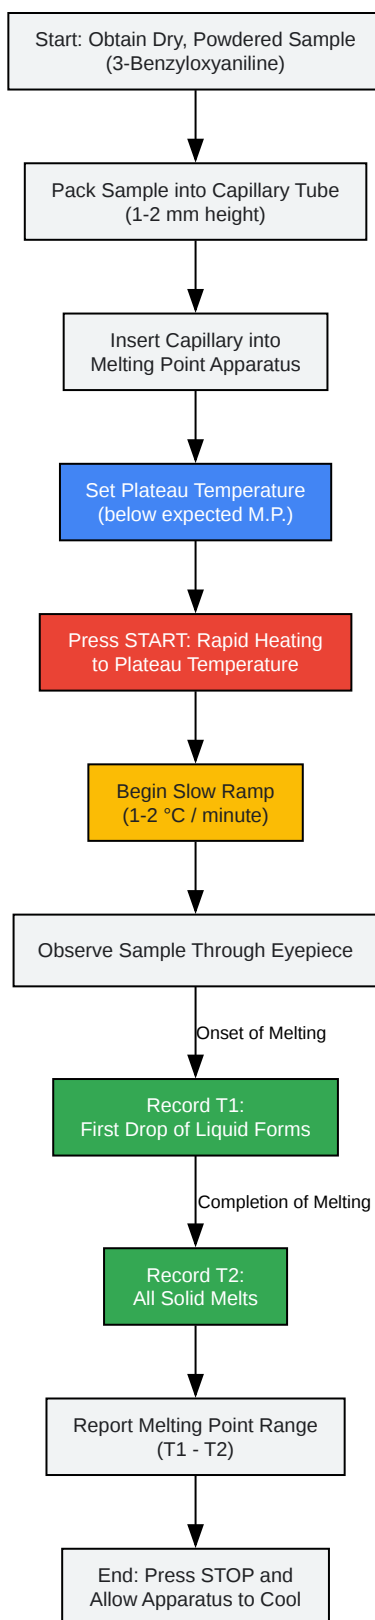 Start: Obtain Dry, Powdered Sample
(3-Benzyloxyaniline)
Pack Sample into Capillary Tube
(1-2 mm height)
Insert Capillary into
Melting Point Apparatus
Set Plateau Temperature
(below expected M.P.)
Press START: Rapid Heating
to Plateau Temperature
Begin Slow Ramp
(1-2 °C / minute)
Observe Sample Through Eyepiece
Onset of Melting
Record T1:
First Drop of Liquid Forms
Completion of Melting
Record T2:
All Solid Melts
Report Melting Point Range
(T1 - T2)
End: Press STOP and
Allow Apparatus to Cool